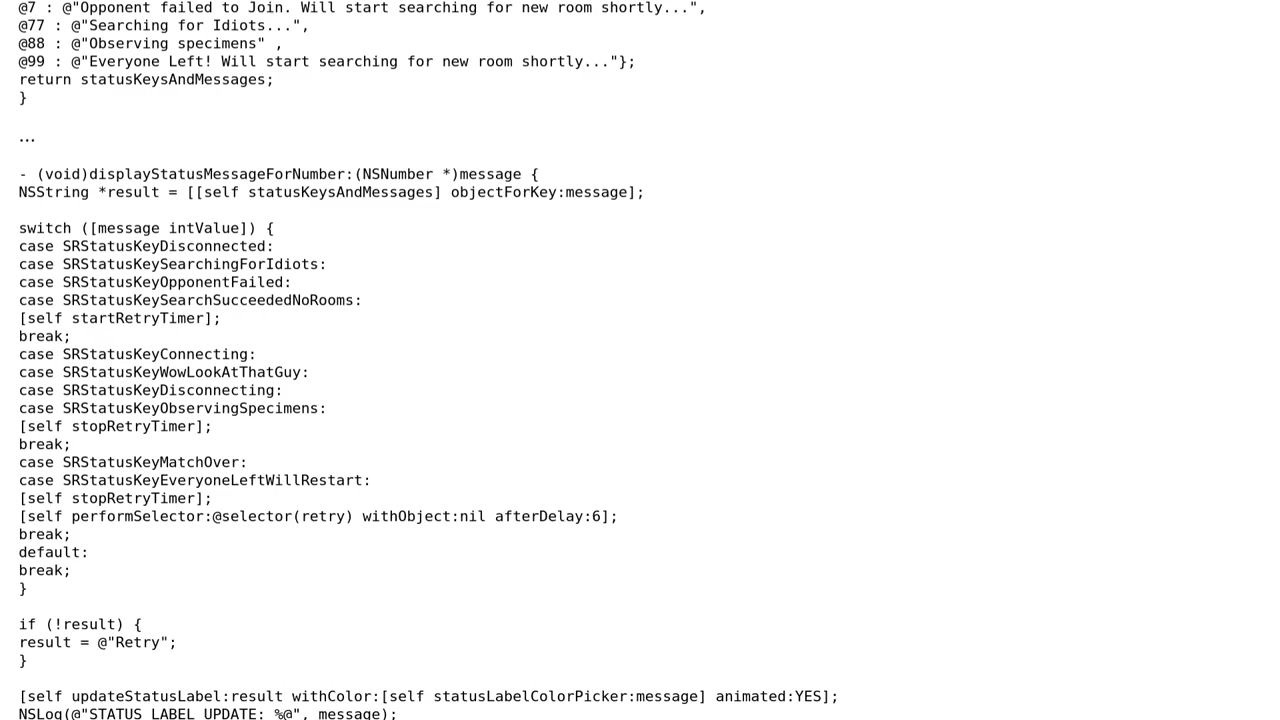 @7 : @"Opponent failed to Join. Will start searching for new room shortly...",
@77 : @"Searching for Idiots...",
@88 : @"Observing specimens" ,
@99 : @"Everyone Left! Will start searching for new room shortly..."};
return statusKeysAndMessages;
}
...
- (void)displayStatusMessageForNumber:(NSNumber *)message {
NSString *result = [[self statusKeysAndMessages] objectForKey:message];
switch ([message intValue]) {
case SRStatusKeyDisconnected:
case SRStatusKeySearchingForIdiots:
case SRStatusKeyOpponentFailed:
case SRStatusKeySearchSucceededNoRooms:
[self startRetryTimer];
break;
case SRStatusKeyConnecting:
case SRStatusKeyWowLookAtThatGuy:
case SRStatusKeyDisconnecting:
case SRStatusKeyObservingSpecimens:
[self stopRetryTimer];
break;
case SRStatusKeyMatchOver:
case SRStatusKeyEveryoneLeftWillRestart:
[self stopRetryTimer];
[self performSelector:@selector(retry) withObject:nil afterDelay:6];
break;
default:
break;
}
if (!result) {
result = @"Retry";
}
[self updateStatusLabel:result withColor:[self statusLabelColorPicker:message] animated:YES];
NSLog(@"STATUS LABEL UPDATE: %@", message);